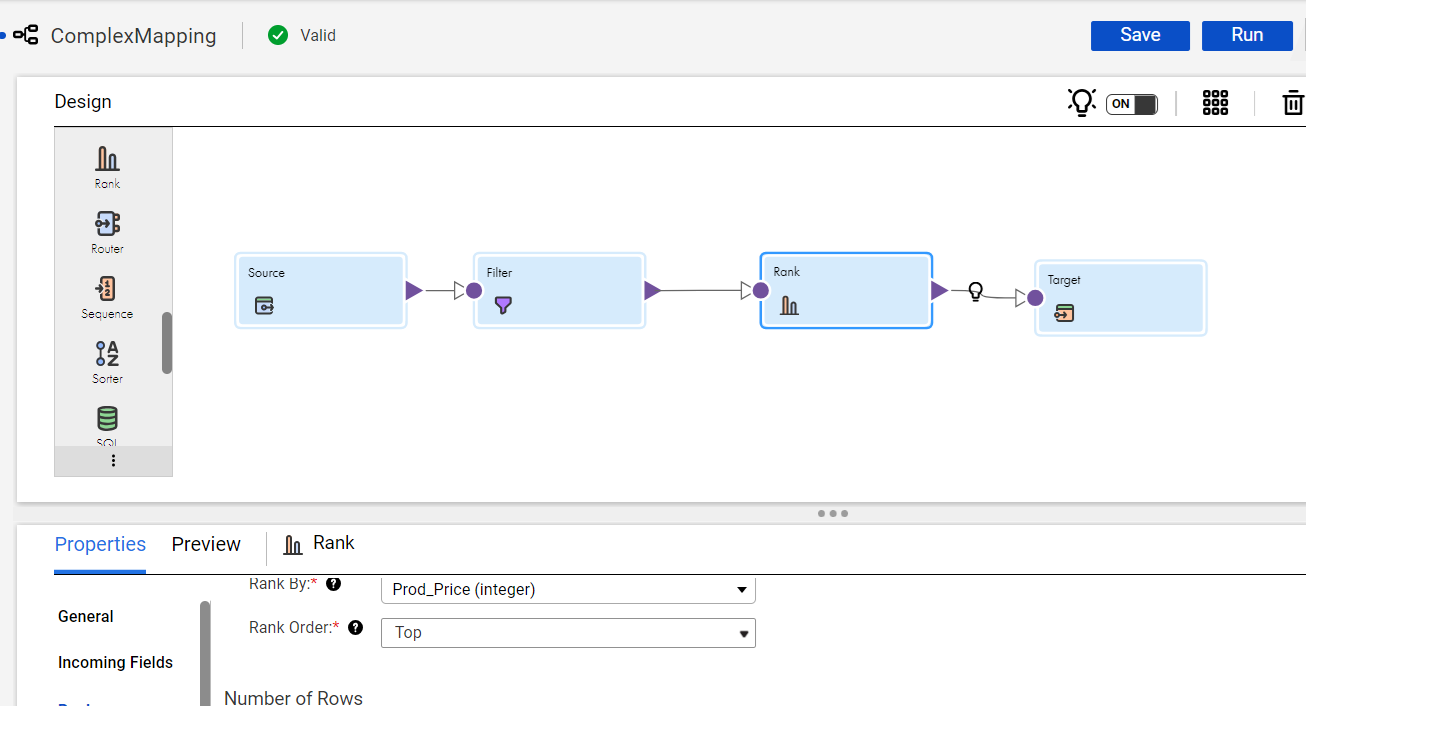 ComplexMapping
Valid
Save
Run
Design
ON
Rank
Router
Sequence
Sorter
SQL
Source
Filter
Rank
Target
Properties
Preview
Rank
General
Incoming Fields
Rank By:*
Prod_Price (integer)
Rank Order:*
Top
Number of Rows